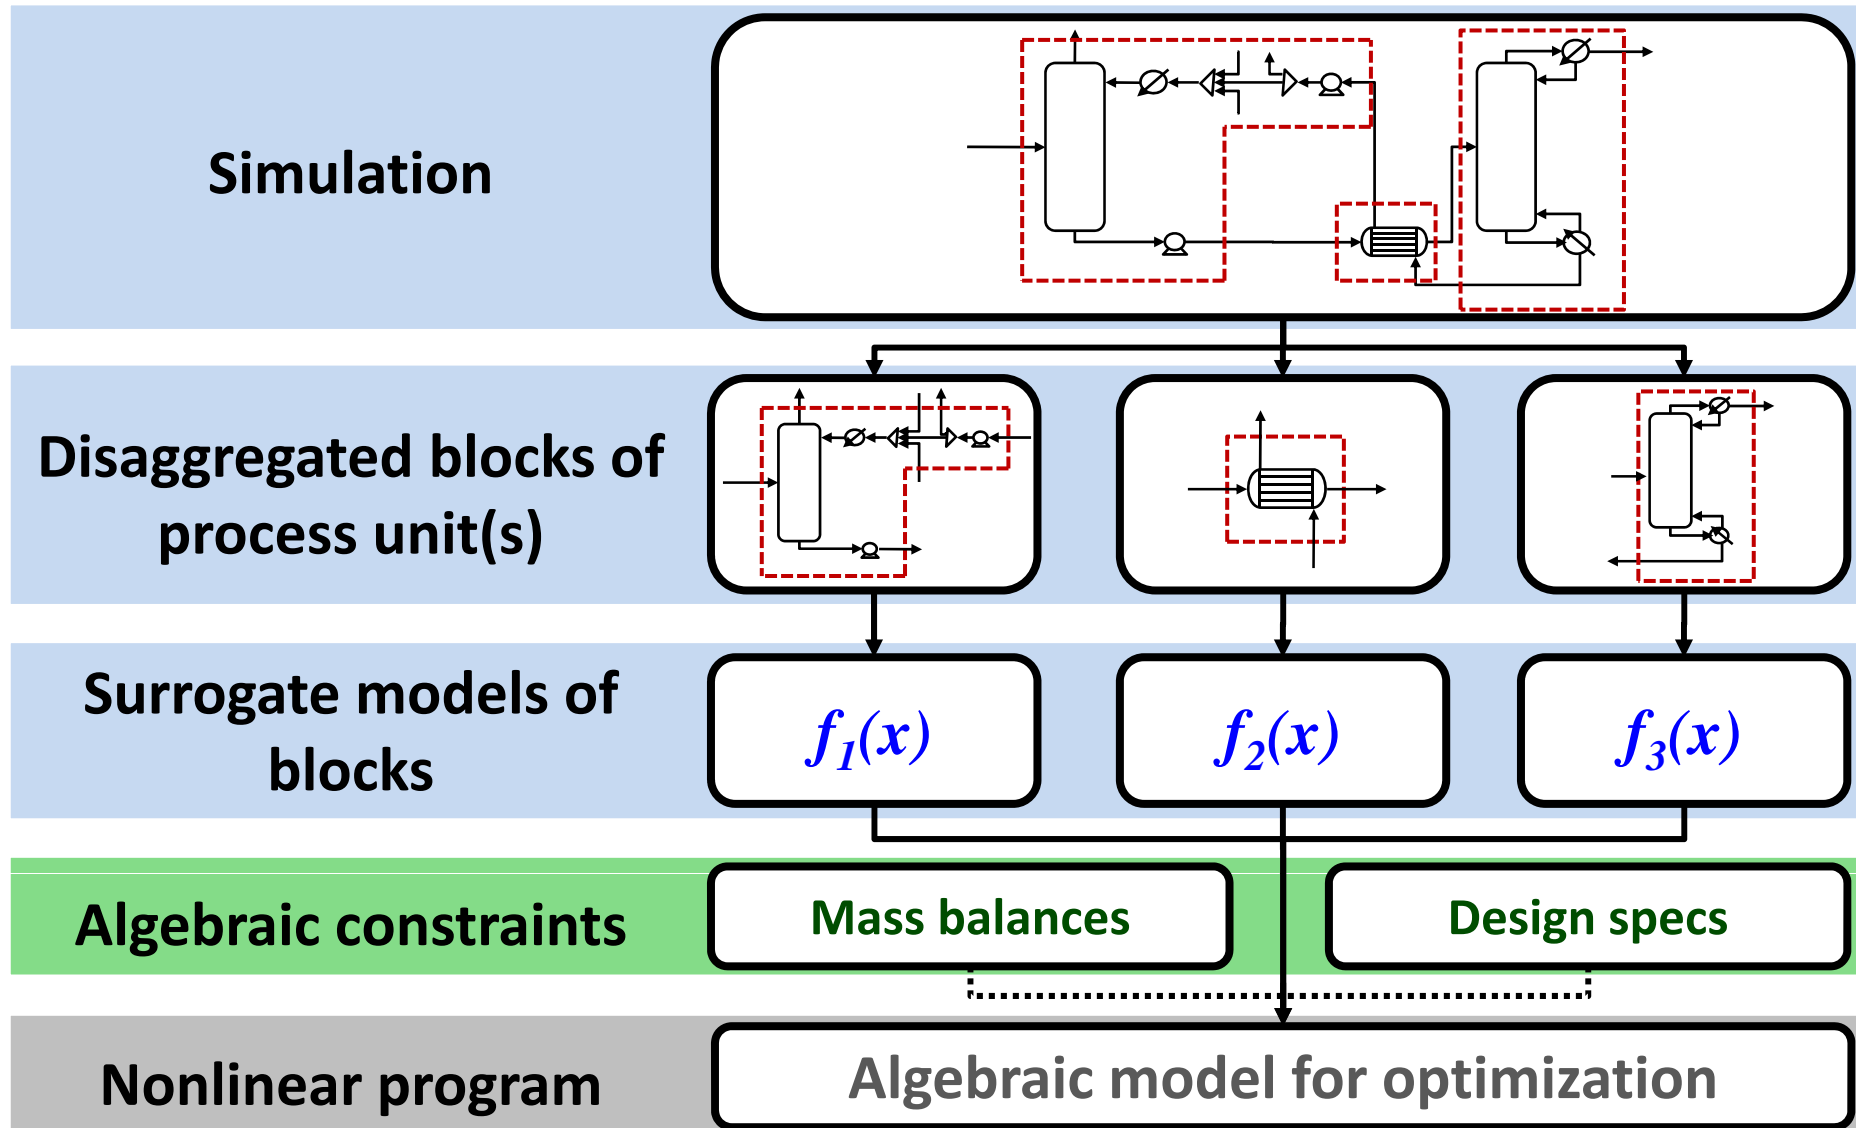 Simulation
Disaggregated blocks of
process unit(s)
Surrogate models of
blocks
f1(x)
f2(x)
f3(x)
Algebraic constraints
Mass balances
Design specs
Nonlinear program
Algebraic model for optimization